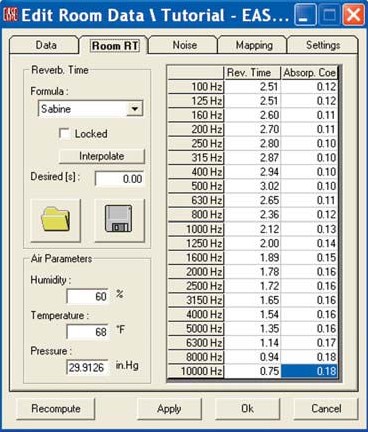 EASE Edit Room Data \ Tutorial - EAS...
Data Room RT Noise Mapping Settings
Reverb. Time
Formula :
Sabine
Locked
Interpolate
Desired [s] : 0.00
Air Parameters
Humidity :
60 %
Temperature :
68 °F
Pressure :
29.9126 in.Hg
Rev. Time Absorp. Coe
100 Hz 2.51 0.12
125 Hz 2.51 0.12
160 Hz 2.60 0.11
200 Hz 2.70 0.11
250 Hz 2.80 0.10
315 Hz 2.87 0.10
400 Hz 2.94 0.10
500 Hz 3.02 0.10
630 Hz 2.65 0.11
800 Hz 2.36 0.12
1000 Hz 2.12 0.13
1250 Hz 2.00 0.14
1600 Hz 1.89 0.15
2000 Hz 1.78 0.16
2500 Hz 1.72 0.16
3150 Hz 1.65 0.16
4000 Hz 1.54 0.16
5000 Hz 1.35 0.16
6300 Hz 1.14 0.17
8000 Hz 0.94 0.18
10000 Hz 0.75 0.18
Recompute Apply Ok Cancel